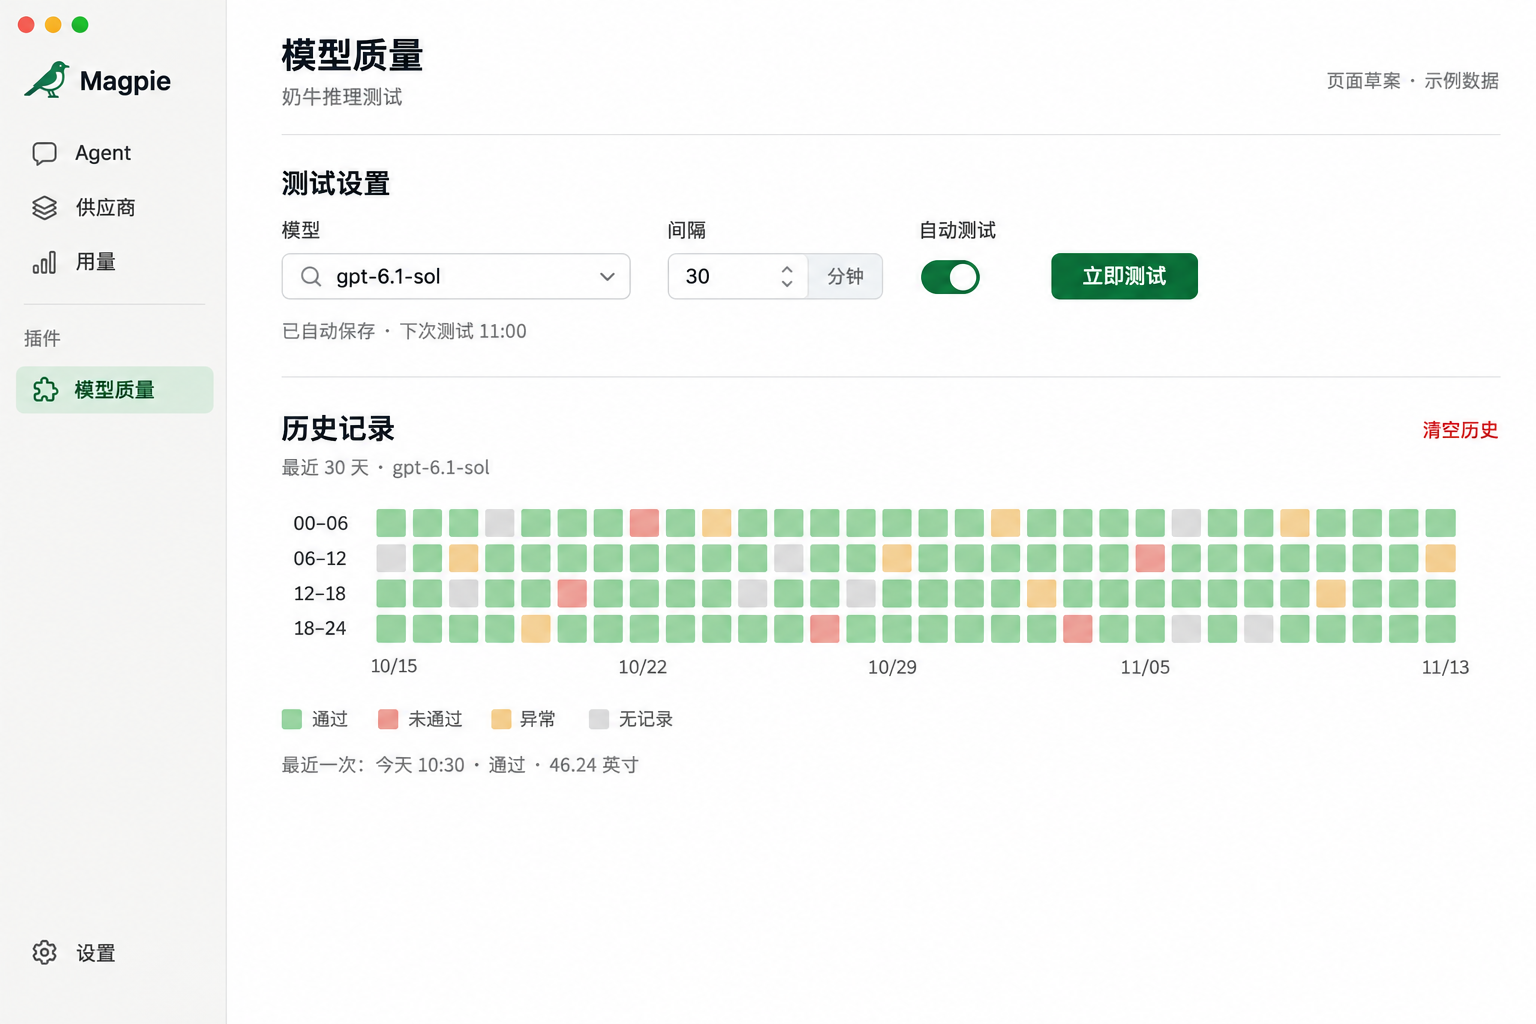 Magpie
Agent
供应商
用量
插件
模型质量
设置
模型质量
奶牛推理测试
页面草案 · 示例数据
测试设置
模型
间隔
自动测试
gpt-6.1-sol
30
分钟
立即测试
已自动保存 · 下次测试 11:00
历史记录
清空历史
最近 30 天 · gpt-6.1-sol
00–06
06–12
12–18
18–24
10/15 10/22 10/29 11/05 11/13
通过 未通过 异常 无记录
最近一次：今天 10:30 · 通过 · 46.24 英寸